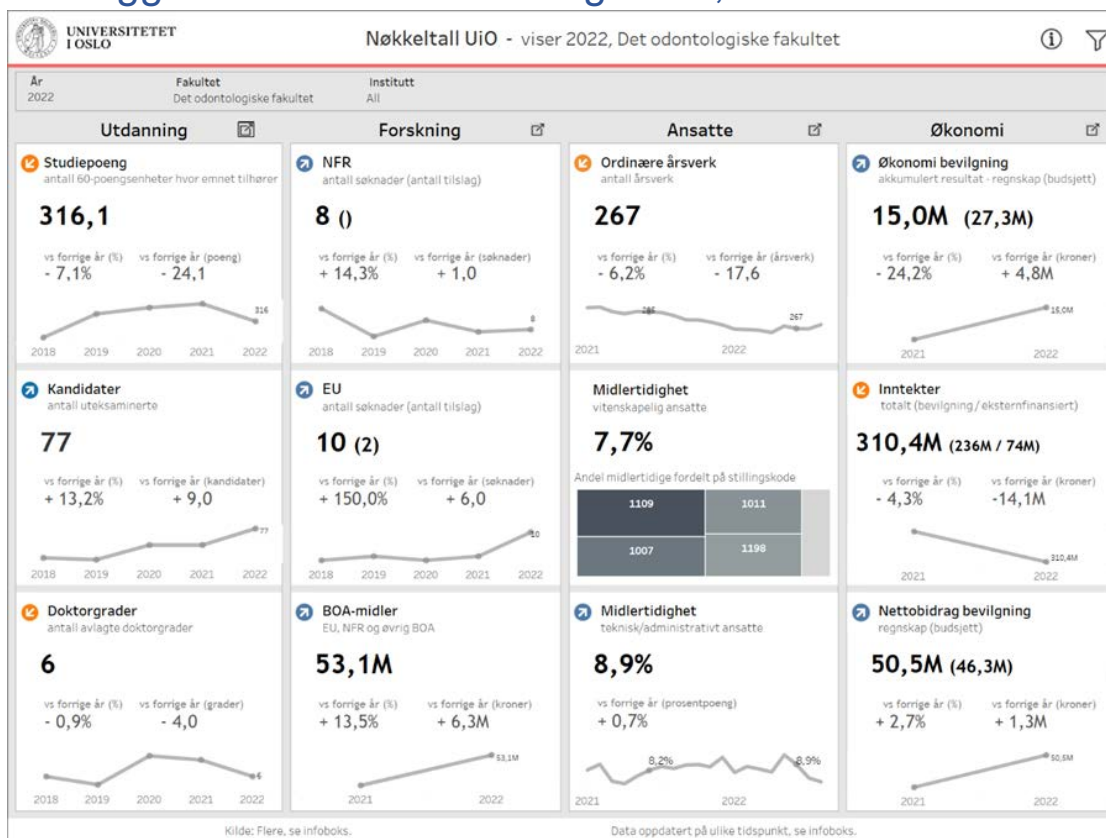 UNIVERSITETET
I OSLO
Nøkkeltall UiO - viser 2022, Det odontologiske fakultet
År
2022
Fakultet
Det odontologiske fakultet
Institutt
All
Utdanning
Forskning
Ansatte
Økonomi
Studiepoeng
antall 60-poengsenheter hvor emnet tilhører
316,1
vs forrige år (%) vs forrige år (poeng)
- 7,1% - 24,1
316
2018 2019 2020 2021 2022
NFR
antall søknader (antall tilslag)
8 ()
vs forrige år (%) vs forrige år (søknader)
+ 14,3% + 1,0
8
2018 2019 2020 2021 2022
Ordinære årsverk
antall årsverk
267
vs forrige år (%) vs forrige år (årsverk)
- 6,2% - 17,6
267
2021 2022
Økonomi bevilgning
akkumulert resultat - regnskap (budsjett)
15,0M (27,3M)
vs forrige år (%) vs forrige år (kroner)
- 24,2% + 4,8M
15,0M
2021 2022
Kandidater
antall uteksaminerte
77
vs forrige år (%) vs forrige år (kandidater)
+ 13,2% + 9,0
77
2018 2019 2020 2021 2022
EU
antall søknader (antall tilslag)
10 (2)
vs forrige år (%) vs forrige år (søknader)
+ 150,0% + 6,0
10
2018 2019 2020 2021 2022
Midlertidighet
vitenskapelig ansatte
7,7%
Andel midlertidige fordelt på stillingskode
1109 1011
1007 1198
Inntekter
totalt (bevilgning / eksternfinansiert)
310,4M (236M / 74M)
vs forrige år (%) vs forrige år (kroner)
- 4,3% -14,1M
310,4M
2021 2022
Doktorgrader
antall avlagte doktorgrader
6
vs forrige år (%) vs forrige år (grader)
- 0,9% - 4,0
6
2018 2019 2020 2021 2022
BOA-midler
EU, NFR og øvrig BOA
53,1M
vs forrige år (%) vs forrige år (kroner)
+ 13,5% + 6,3M
53,1M
2021 2022
Midlertidighet
teknisk/administrativt ansatte
8,9%
vs forrige år (prosentpoeng)
+ 0,7%
8,2% 8,9%
2021 2022
Nettobidrag bevilgning
regnskap (budsjett)
50,5M (46,3M)
vs forrige år (%) vs forrige år (kroner)
+ 2,7% + 1,3M
50,5M
2021 2022
Kilde: Flere, se infoboks.
Data oppdatert på ulike tidspunkt, se infoboks.